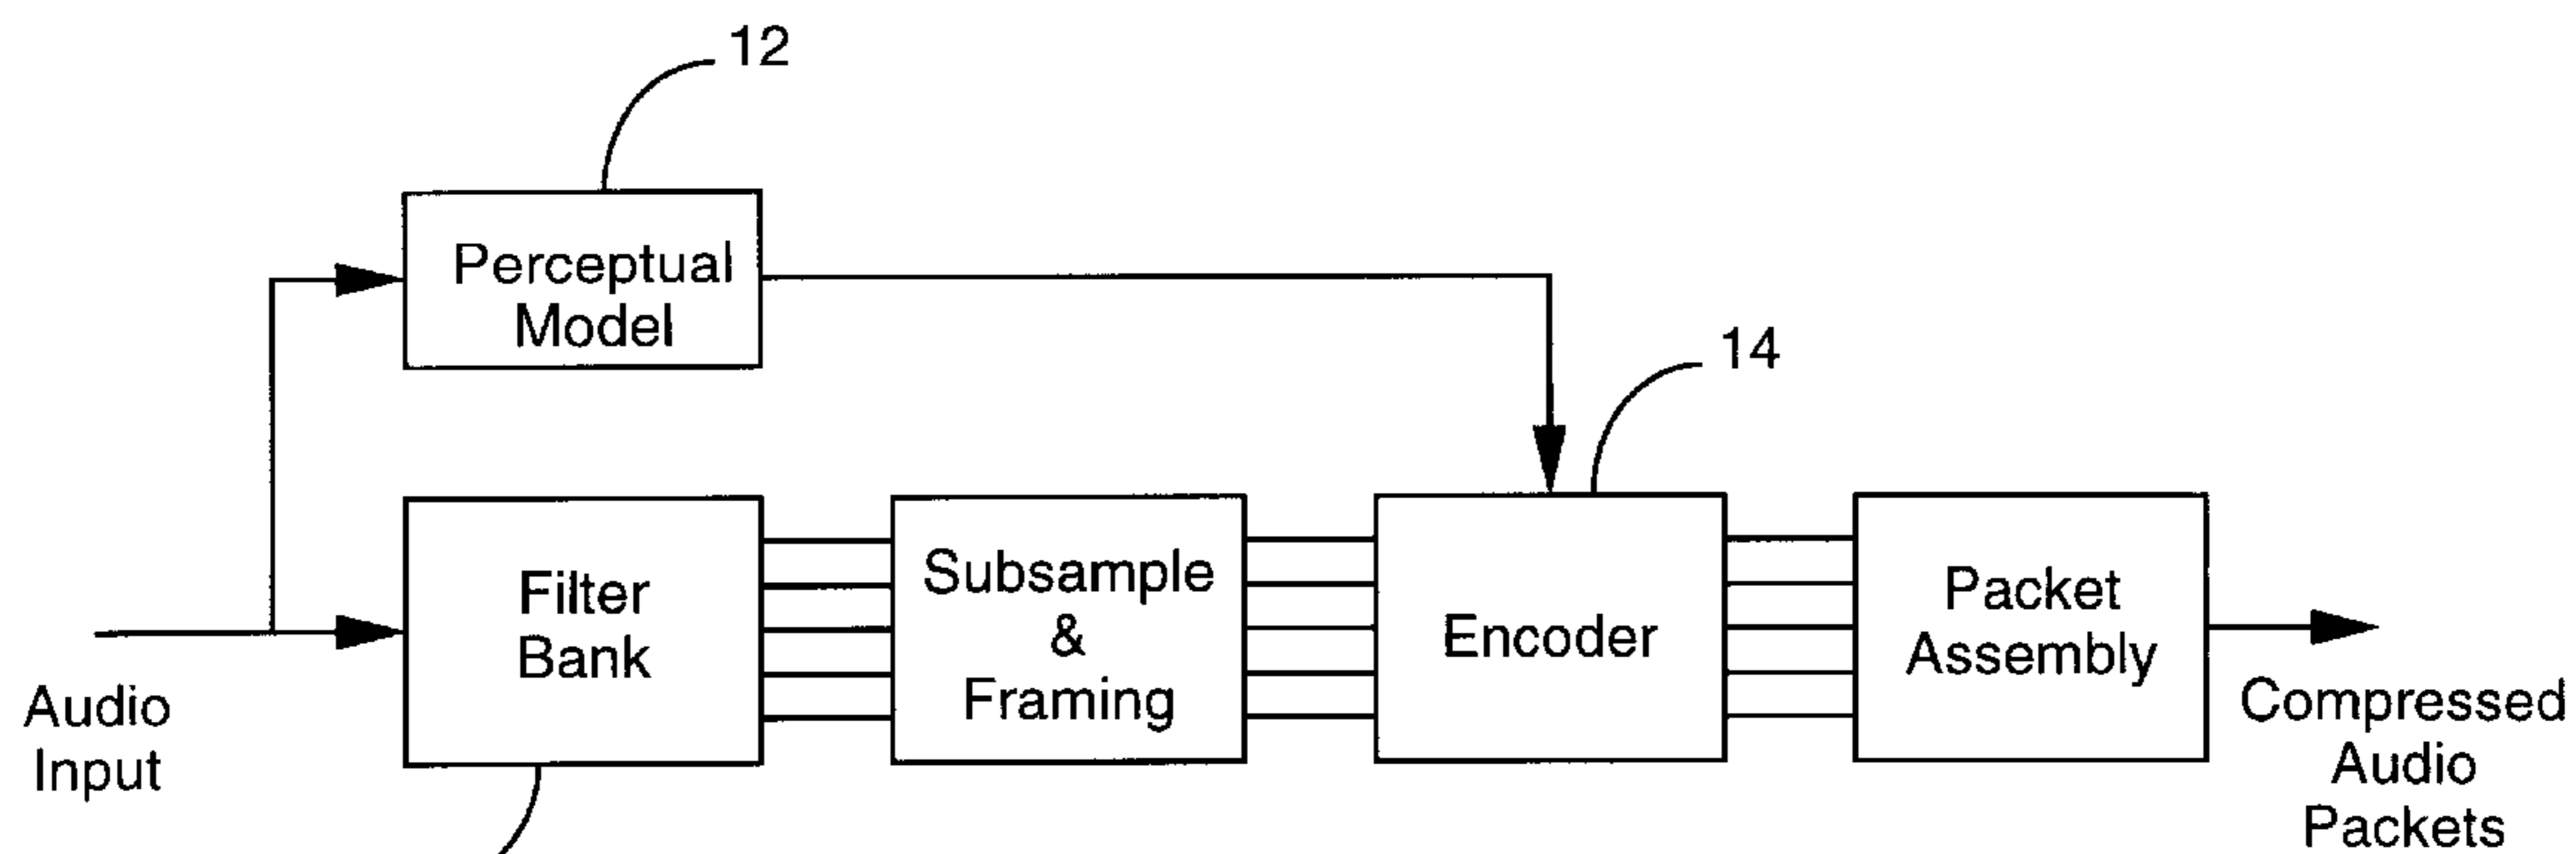 12
Perceptual
Model
14
Filter
Bank
Subsample
&
Framing
Encoder
Packet
Assembly
Audio
Input
Compressed
Audio
Packets